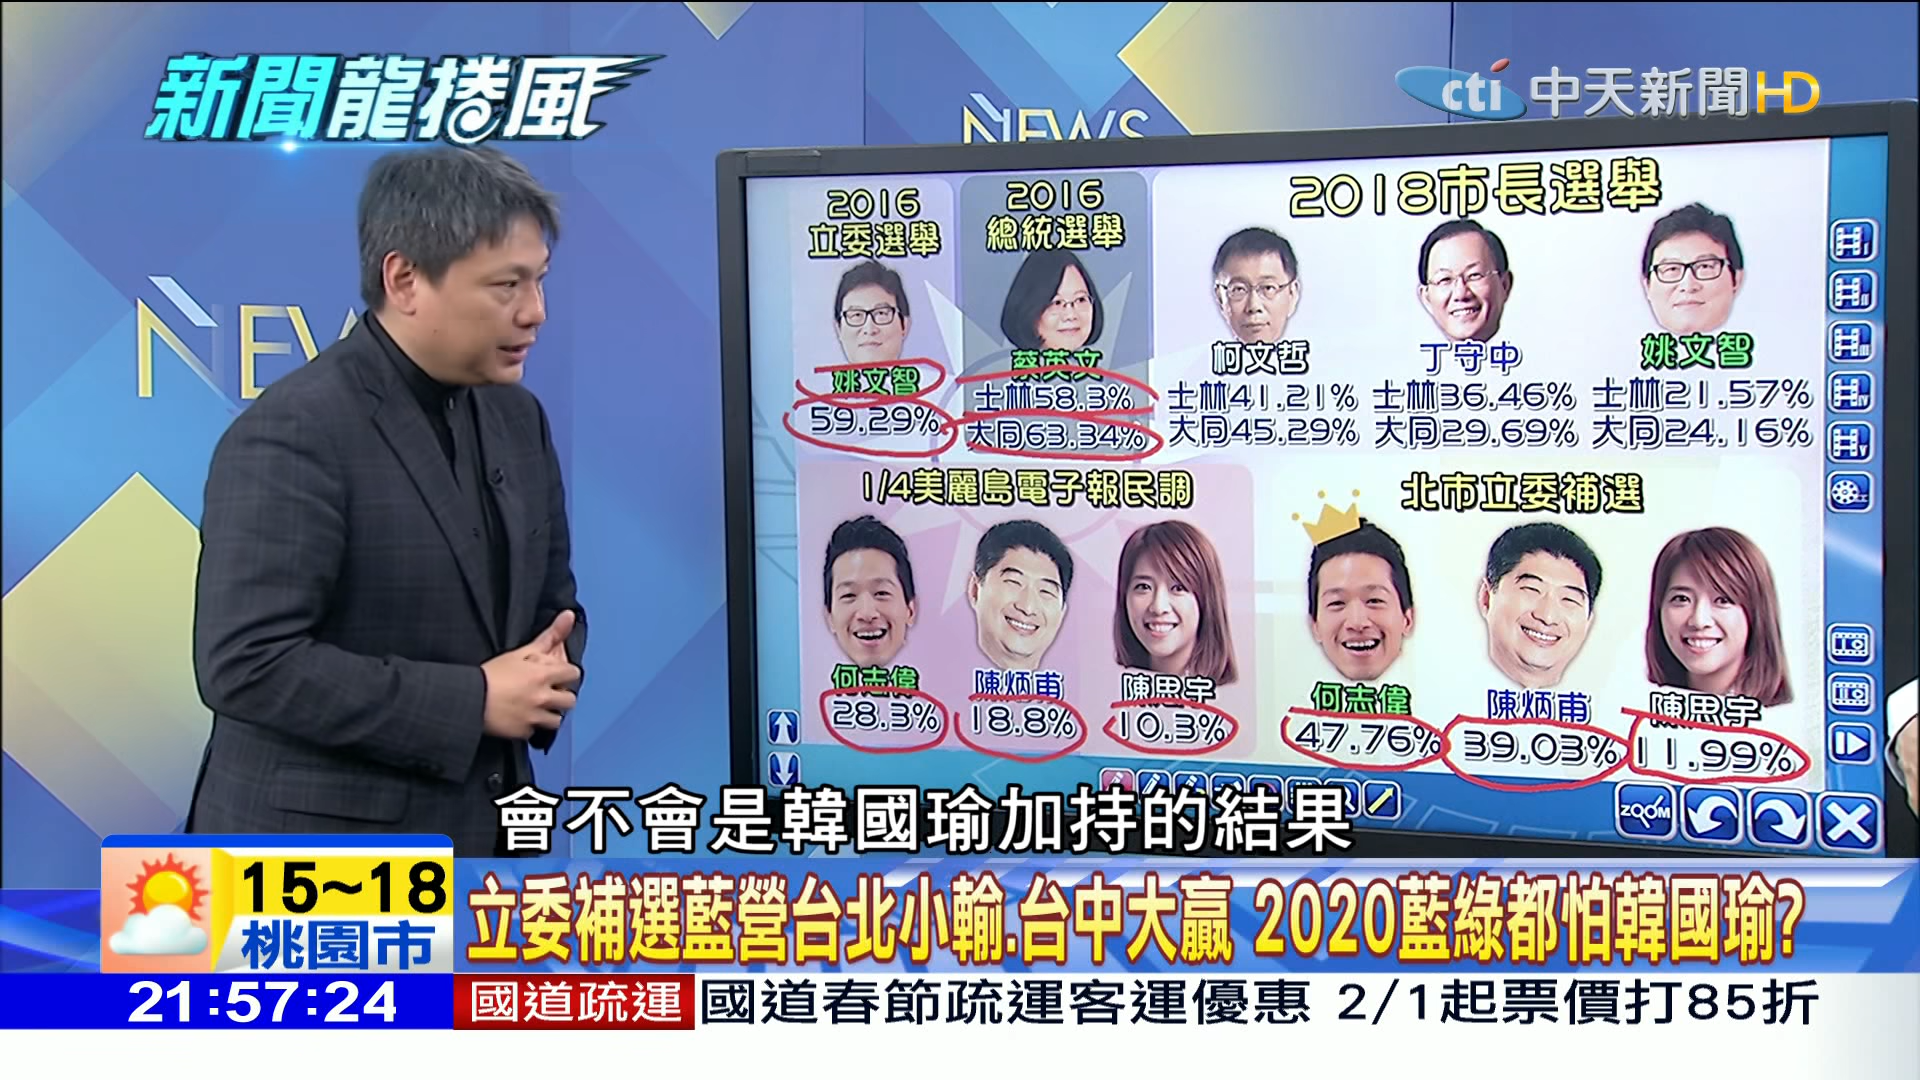 新聞龍捲風
cti 中天新聞HD
NEWS
2016
立委選舉
姚文智
59.29%
2016
總統選舉
蔡英文
士林58.3%
大同63.34%
2018市長選舉
柯文哲
士林41.21%
大同45.29%
丁守中
士林36.46%
大同29.69%
姚文智
士林21.57%
大同24.16%
1/4美麗島電子報民調
何志偉
28.3%
陳炳甫
18.8%
陳思宇
10.3%
北市立委補選
何志偉
47.76%
陳炳甫
39.03%
陳思宇
11.99%
ZOOM
會不會是韓國瑜加持的結果
15~18
桃園市
立委補選藍營台北小輸.台中大贏 2020藍綠都怕韓國瑜?
21:57:24
國道疏運
國道春節疏運客運優惠 2/1起票價打85折